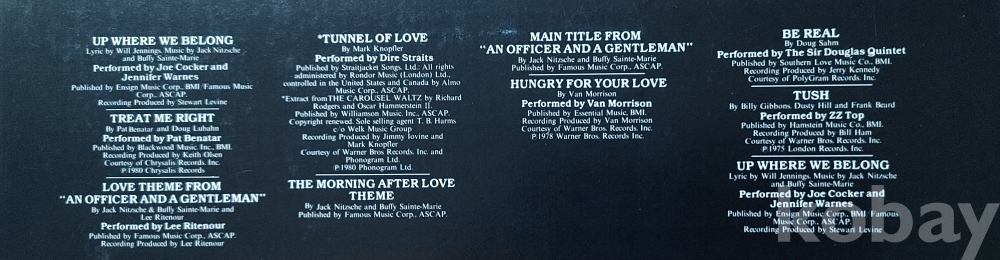 UP WHERE WE BELONG
Lyric by Will Jennings. Music by Jack Nitzsche
and Buffy Sainte-Marie
Performed by Joe Cocker and
Jennifer Warnes
Published by Ensign Music Corp., BMI/Famous Music
Corp., ASCAP.
Recording Produced by Stewart Levine
TREAT ME RIGHT
By Pat Benatar and Doug Lubahn
Performed by Pat Benatar
Published by Blackwood Music Inc., BMI.
Recording Produced by Keith Olsen
Courtesy of Chrysalis Records, Inc.
℗ 1980 Chrysalis Records
LOVE THEME FROM
"AN OFFICER AND A GENTLEMAN"
By Jack Nitzsche & Buffy Sainte-Marie and
Lee Ritenour
Performed by Lee Ritenour
Published by Famous Music Corp., ASCAP.
Recording Produced by Lee Ritenour
*TUNNEL OF LOVE
By Mark Knopfler
Performed by Dire Straits
Published by Straitjacket Songs, Ltd.: All rights
administered by Rondor Music (London) Ltd.,
controlled in the United States and Canada by Almo
Music Corp., ASCAP.
*Extract from THE CAROUSEL WALTZ by Richard
Rodgers and Oscar Hammerstein II.
Published by Williamson Music Inc., ASCAP.
Copyright renewed. Sole selling agent T. B. Harms
c/o Welk Music Group
Recording Produced by Jimmy Iovine and
Mark Knopfler
Courtesy of Warner Bros. Records, Inc. and
Phonogram Ltd.
℗ 1980 Phonogram Ltd.
THE MORNING AFTER LOVE
THEME
By Jack Nitzsche and Buffy Sainte-Marie
Published by Famous Music Corp., ASCAP.
MAIN TITLE FROM
"AN OFFICER AND A GENTLEMAN"
By Jack Nitzsche and Buffy Sainte-Marie
Published by Famous Music Corp., ASCAP.
HUNGRY FOR YOUR LOVE
By Van Morrison
Performed by Van Morrison
Published by Essential Music, BMI.
Recording Produced by Van Morrison
Courtesy of Warner Bros. Records, Inc.
℗ 1978 Warner Bros. Records, Inc.
BE REAL
By Doug Sahm
Performed by The Sir Douglas Quintet
Published by Southern Love Music Co., BMI.
Recording Produced by Jerry Kennedy
Courtesy of PolyGram Records, Inc.
TUSH
By Billy Gibbons, Dusty Hill and Frank Beard
Performed by ZZ Top
Published by Hamstein Music Co., BMI.
Recording Produced by Bill Ham
Courtesy of Warner Bros. Records, Inc.
℗ 1975 London Records, Inc.
UP WHERE WE BELONG
Lyric by Will Jennings, Music by Jack Nitzsche
and Buffy Sainte-Marie
Performed by Joe Cocker and
Jennifer Warnes
Published by Ensign Music Corp., BMI/Famous
Music Corp., ASCAP.
Recording Produced by Stewart Levine
kobay